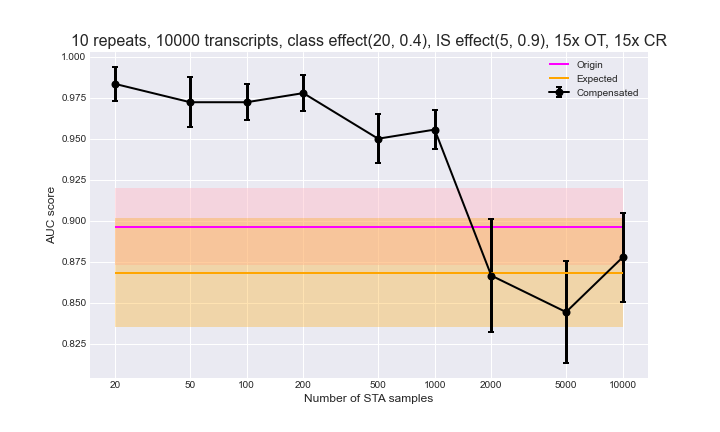 10 repeats, 10000 transcripts, class effect(20, 0.4), IS effect(5, 0.9), 15x OT, 15x CR
1.000
0.975
0.950
0.925
0.900
0.875
0.850
0.825
AUC score
Origin
Expected
Compensated
20 50 100 200 500 1000 2000 5000 10000
Number of STA samples